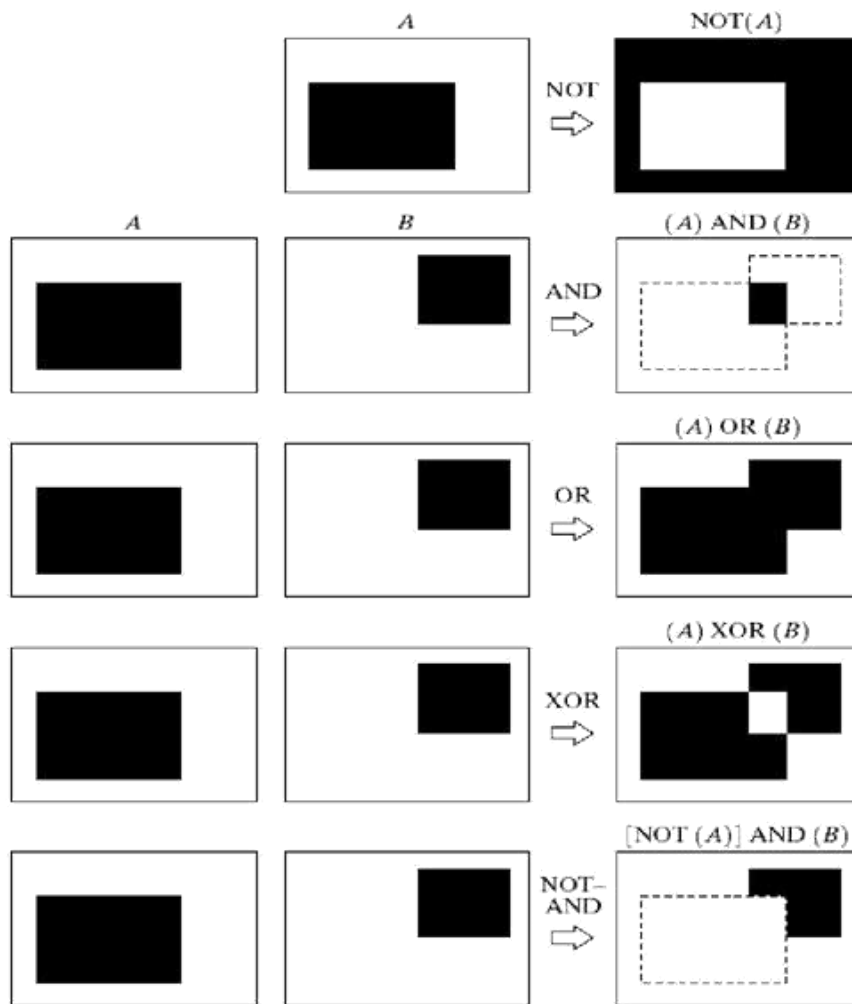 A
NOT(A)
NOT
A
B
(A) AND (B)
AND
(A) OR (B)
OR
(A) XOR (B)
XOR
[NOT (A)] AND (B)
NOT–
AND